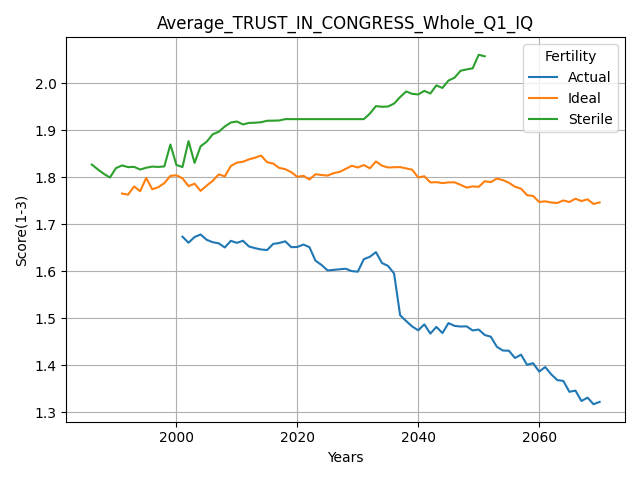 Average_TRUST_IN_CONGRESS_Whole_Q1_IQ
Fertility
Actual
Ideal
Sterile
Score(1-3)
2.0
1.9
1.8
1.7
1.6
1.5
1.4
1.3
2000 2020 2040 2060
Years